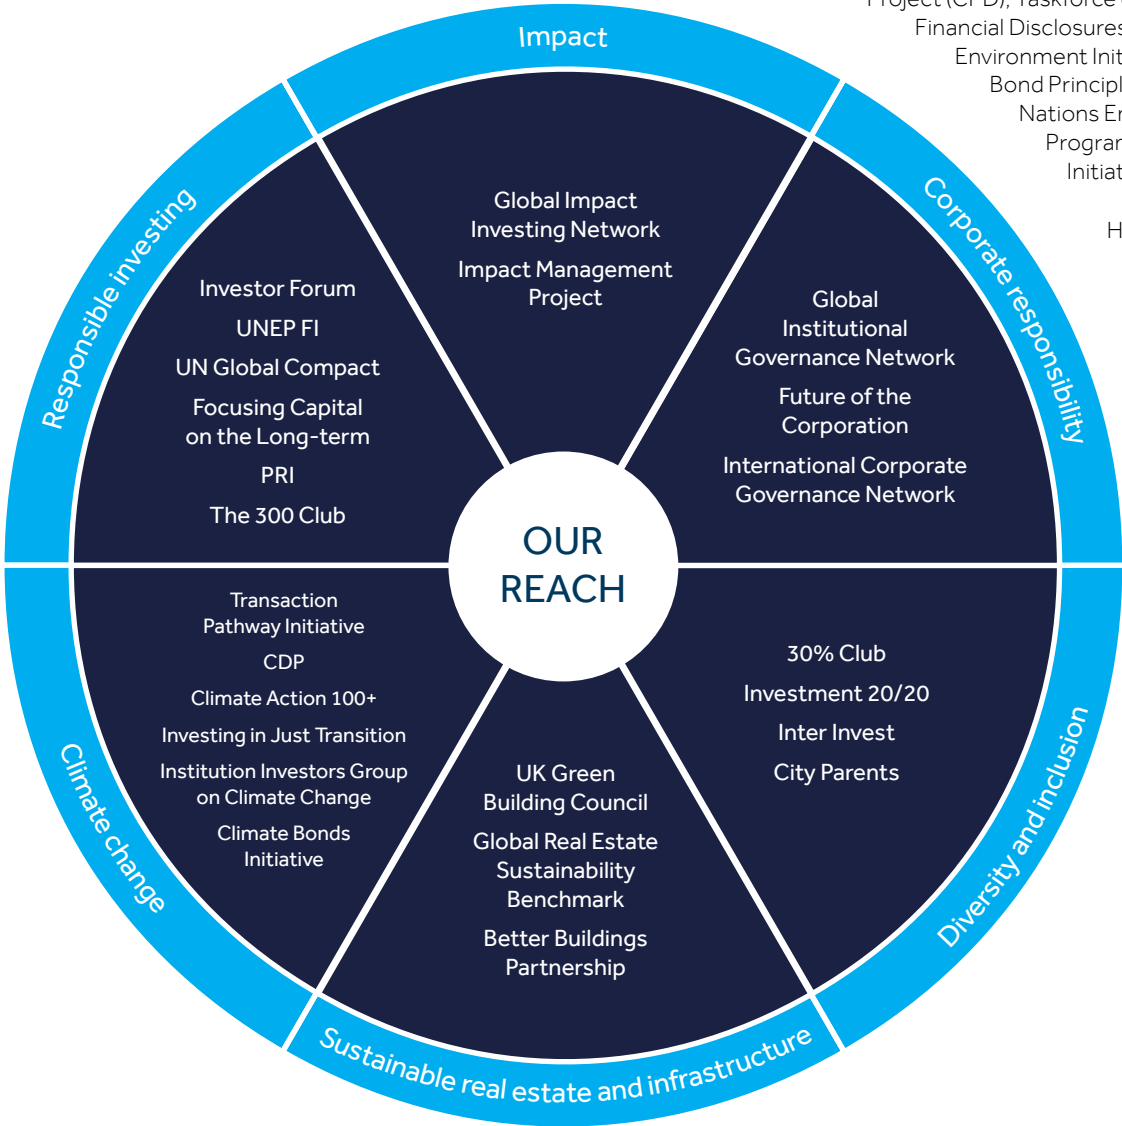 Impact
Global Impact
Investing Network
Impact Management
Project
Corporate responsibility
Global
Institutional
Governance Network
Future of the
Corporation
International Corporate
Governance Network
Diversity and inclusion
30% Club
Investment 20/20
Inter Invest
City Parents
Sustainable real estate and infrastructure
UK Green
Building Council
Global Real Estate
Sustainability
Benchmark
Better Buildings
Partnership
Climate change
Transaction
Pathway Initiative
CDP
Climate Action 100+
Investing in Just Transition
Institution Investors Group
on Climate Change
Climate Bonds
Initiative
Responsible investing
Investor Forum
UNEP FI
UN Global Compact
Focusing Capital
on the Long-term
PRI
The 300 Club
OUR
REACH
Financial Disclosures
Environment Init
Bond Principl
Nations En
Program
Initiat
H